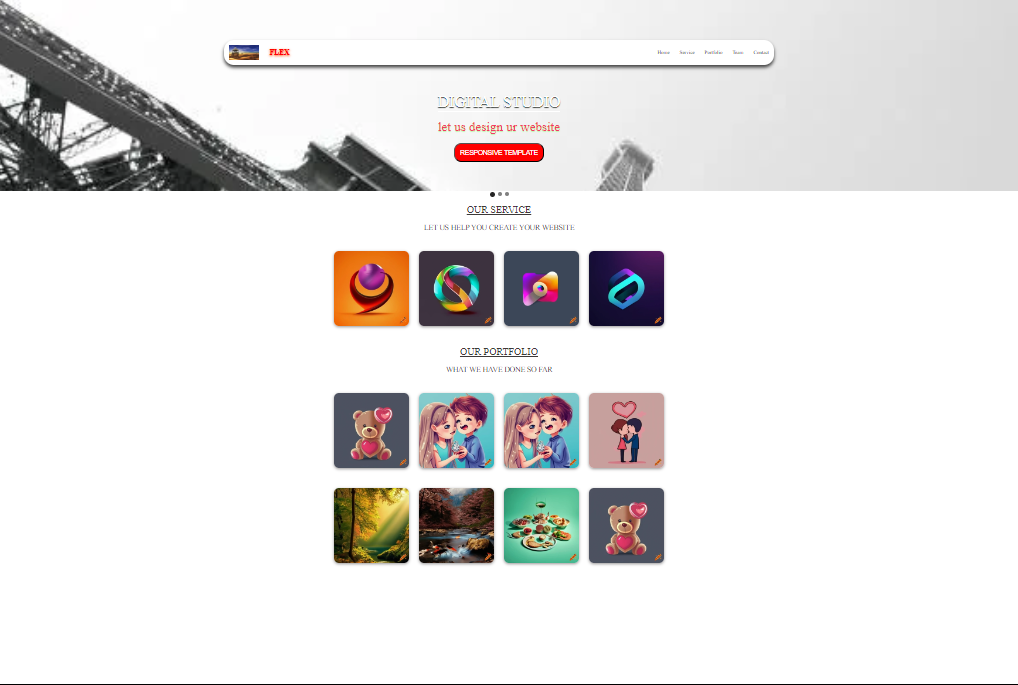 FLEX
Home Service Portfolio Team Contact
DIGITAL STUDIO
let us design ur website
RESPONSIVE TEMPLATE
OUR SERVICE
LET US HELP YOU CREATE YOUR WEBSITE
OUR PORTFOLIO
WHAT WE HAVE DONE SO FAR